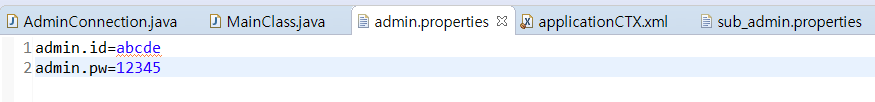 AdminConnection.java MainClass.java admin.properties applicationCTX.xml sub_admin.properties
1 admin.id=abcde
2 admin.pw=12345